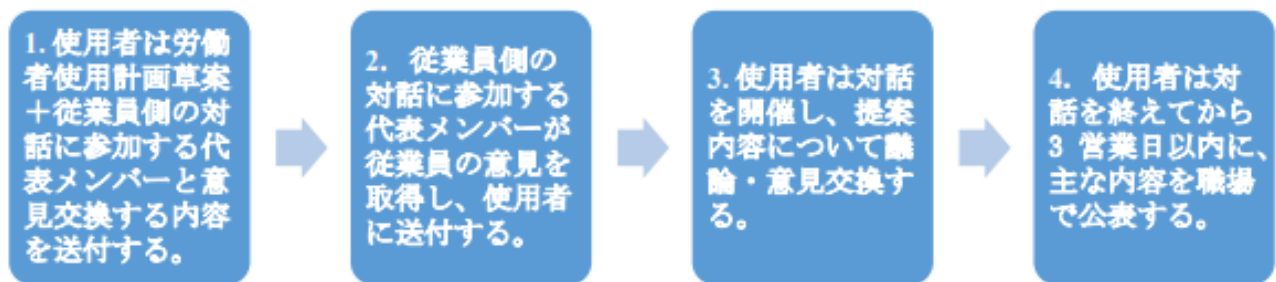 1. 使用者は労働
者使用計画草案
＋従業員側の対
話に参加する代
表メンバーと意
見交換する内容
を送付する。
2. 従業員側の
対話に参加する
代表メンバーが
従業員の意見を
取得し、使用者
に送付する。
3. 使用者は対話
を開催し、提案
内容について議
論・意見交換す
る。
4. 使用者は対
話を終えてから
3 営業日以内に、
主な内容を職場
で公表する。